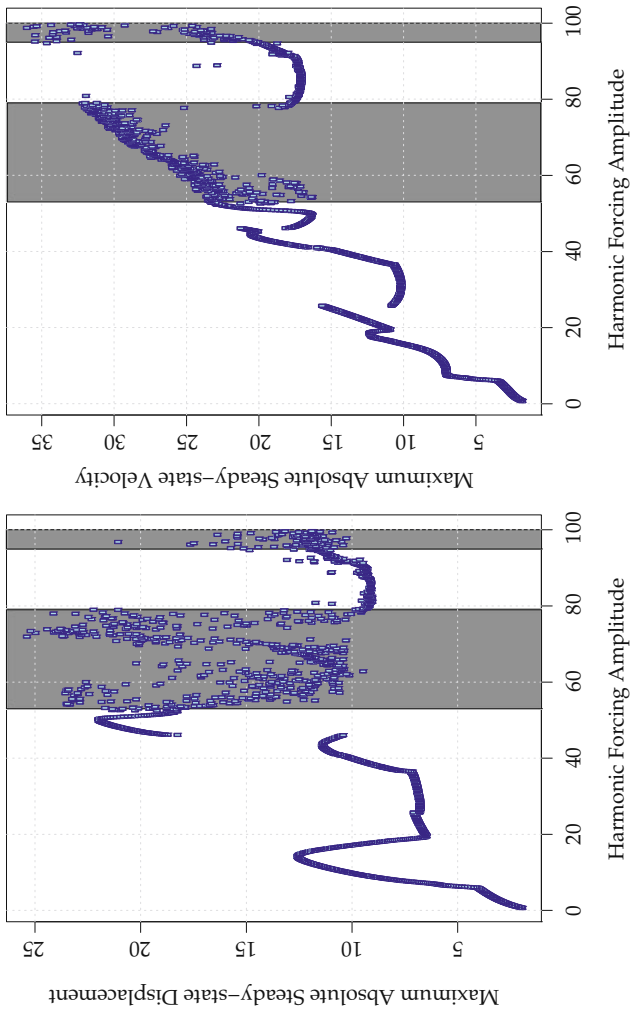 Maximum Absolute Steady−state Displacement
25
20
15
10
5
0 20 40 60 80 100
Harmonic Forcing Amplitude
Maximum Absolute Steady−state Velocity
35
30
25
20
15
10
5
0 20 40 60 80 100
Harmonic Forcing Amplitude